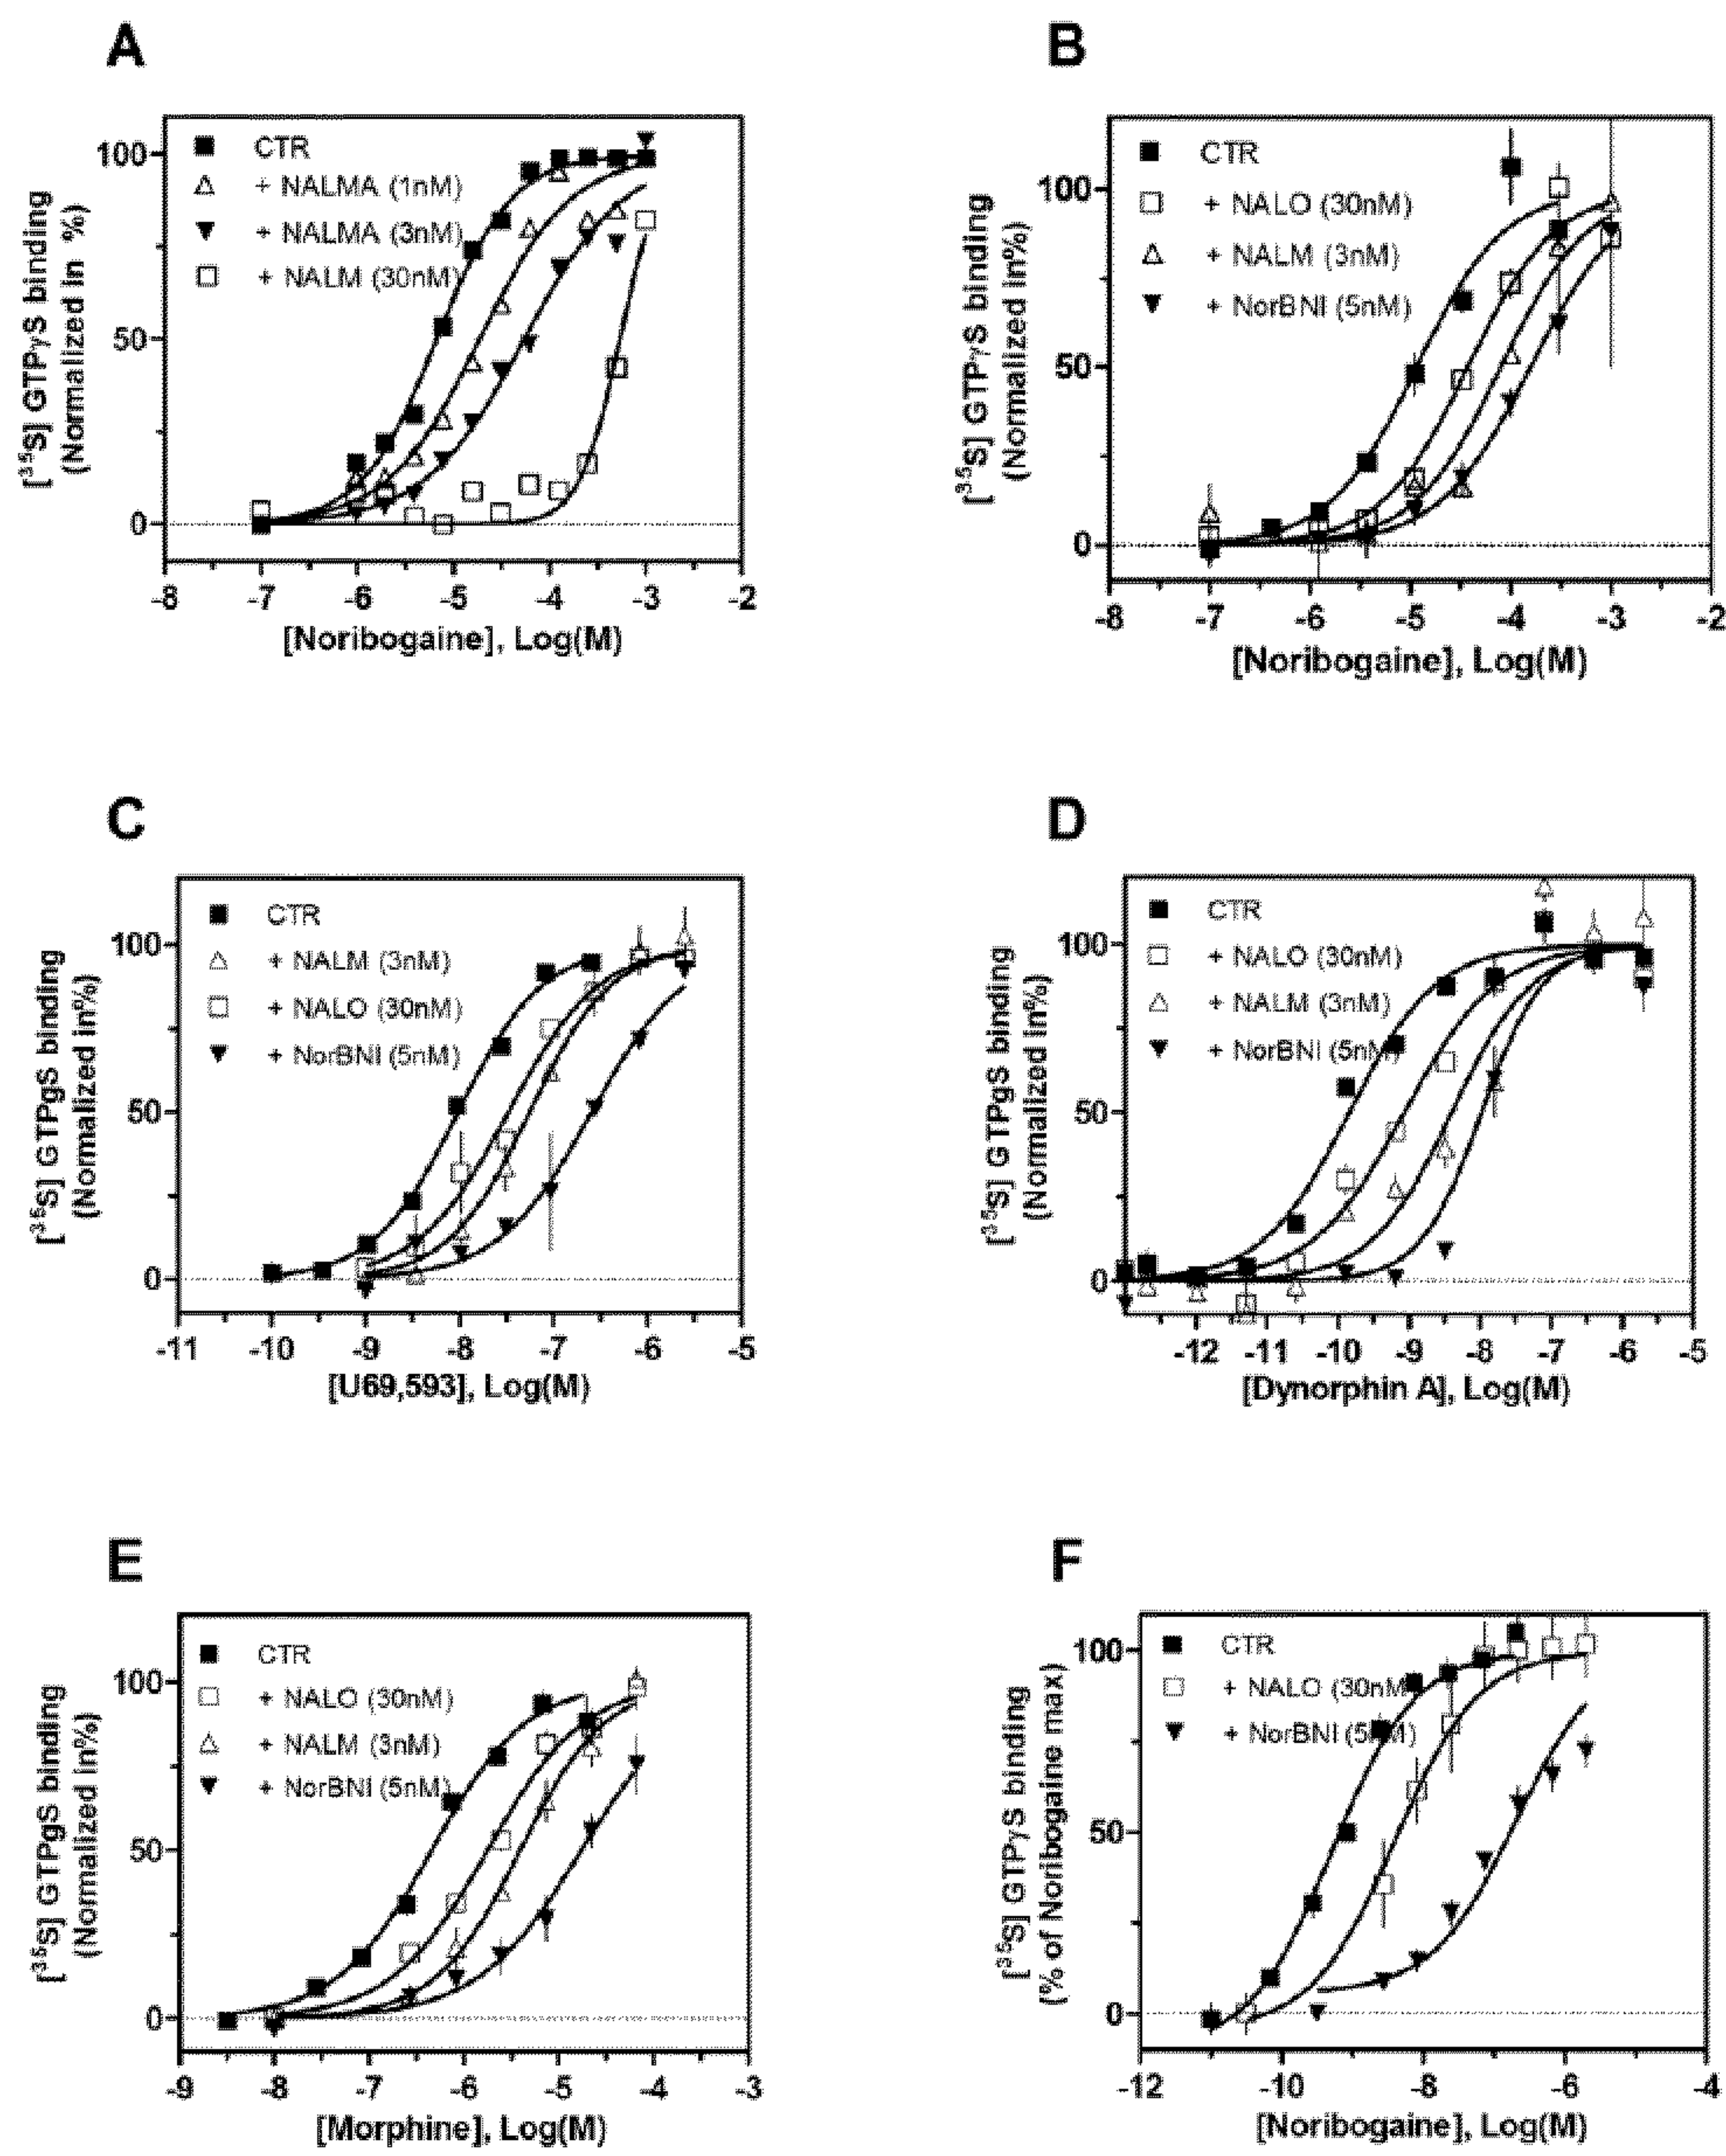 A
CTR
+ NALMA (1nM)
+ NALMA (3nM)
+ NALM (30nM)
100
50
0
[³⁵S] GTPγS binding
(Normalized in %)
-8 -7 -6 -5 -4 -3 -2
[Noribogaine], Log(M)
B
CTR
+ NALO (30nM)
+ NALM (3nM)
+ NorBNI (5nM)
100
50
0
[³⁵S] GTPγS binding
(Normalized in%)
-8 -7 -6 -5 -4 -3 -2
[Noribogaine], Log(M)
C
CTR
+ NALM (3nM)
+ NALO (30nM)
+ NorBNI (5nM)
100
50
0
[³⁵S] GTPgS binding
(Normalized in%)
-11 -10 -9 -8 -7 -6 -5
[U69,593], Log(M)
D
CTR
+ NALO (30nM)
+ NALM (3nM)
+ NorBNI (5nM)
100
50
0
[³⁵S] GTPgS binding
(Normalized in%)
-12 -11 -10 -9 -8 -7 -6 -5
[Dynorphin A], Log(M)
E
CTR
+ NALO (30nM)
+ NALM (3nM)
+ NorBNI (5nM)
100
50
0
[³⁵S] GTPgS binding
(Normalized in%)
-9 -8 -7 -6 -5 -4 -3
[Morphine], Log(M)
F
CTR
+ NALO (30nM)
+ NorBNI (5nM)
100
50
0
[³⁵S] GTPγS binding
(% of Noribogaine max)
-12 -10 -8 -6 -4
[Noribogaine], Log(M)